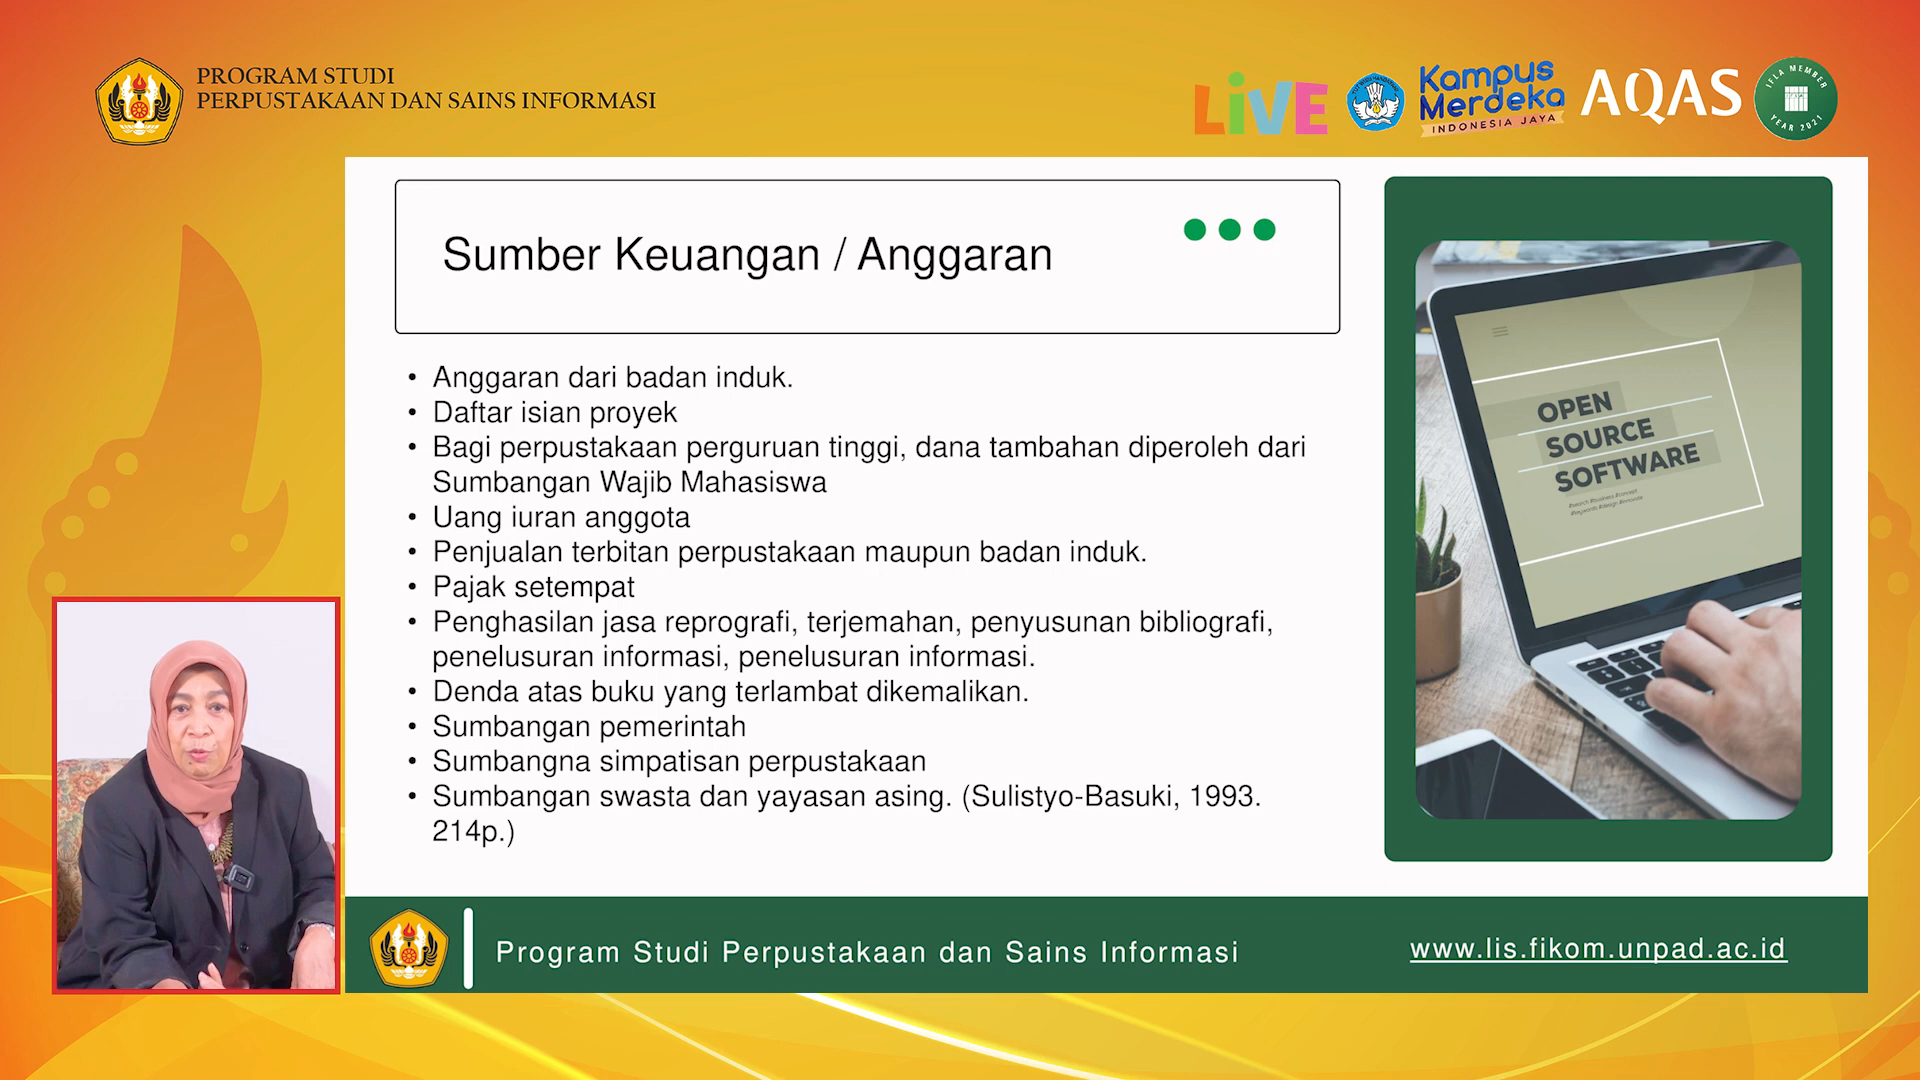 PROGRAM STUDI
PERPUSTAKAAN DAN SAINS INFORMASI
LiVE
Kampus
Merdeka
INDONESIA JAYA
AQAS
IFLA MEMBER
YEAR 2021
Sumber Keuangan / Anggaran
• Anggaran dari badan induk.
• Daftar isian proyek
• Bagi perpustakaan perguruan tinggi, dana tambahan diperoleh dari
Sumbangan Wajib Mahasiswa
• Uang iuran anggota
• Penjualan terbitan perpustakaan maupun badan induk.
• Pajak setempat
• Penghasilan jasa reprografi, terjemahan, penyusunan bibliografi,
penelusuran informasi, penelusuran informasi.
• Denda atas buku yang terlambat dikemalikan.
• Sumbangan pemerintah
• Sumbangna simpatisan perpustakaan
• Sumbangan swasta dan yayasan asing. (Sulistyo-Basuki, 1993.
214p.)
OPEN
SOURCE
SOFTWARE
Program Studi Perpustakaan dan Sains Informasi
www.lis.fikom.unpad.ac.id